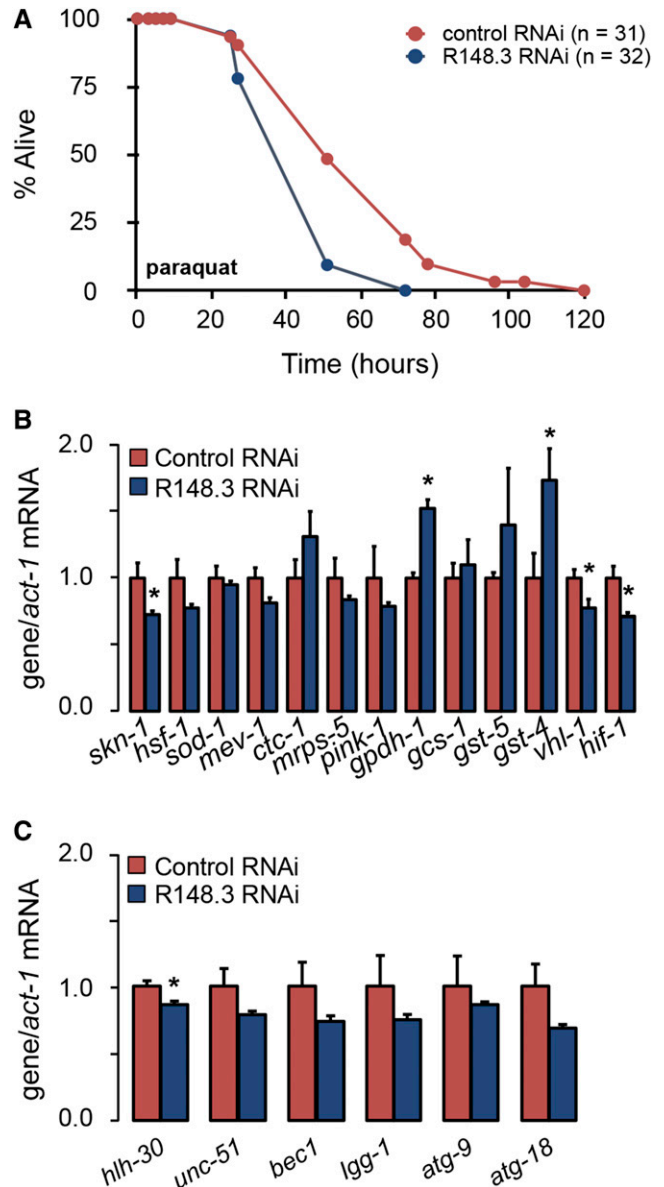 A
control RNAi (n = 31)
R148.3 RNAi (n = 32)
% Alive
100
75
50
25
0
paraquat
0 20 40 60 80 100 120
Time (hours)
B
Control RNAi
R148.3 RNAi
gene/act-1 mRNA
2.0
1.0
0.0
* * * * *
skn-1 hsf-1 sod-1 mev-1 ctc-1 mrps-5 pink-1 gpdh-1 gcs-1 gst-5 gst-4 vhl-1 hif-1
C
Control RNAi
R148.3 RNAi
gene/act-1 mRNA
2.0
1.0
0.0
*
hlh-30 unc-51 bec1 lgg-1 atg-9 atg-18